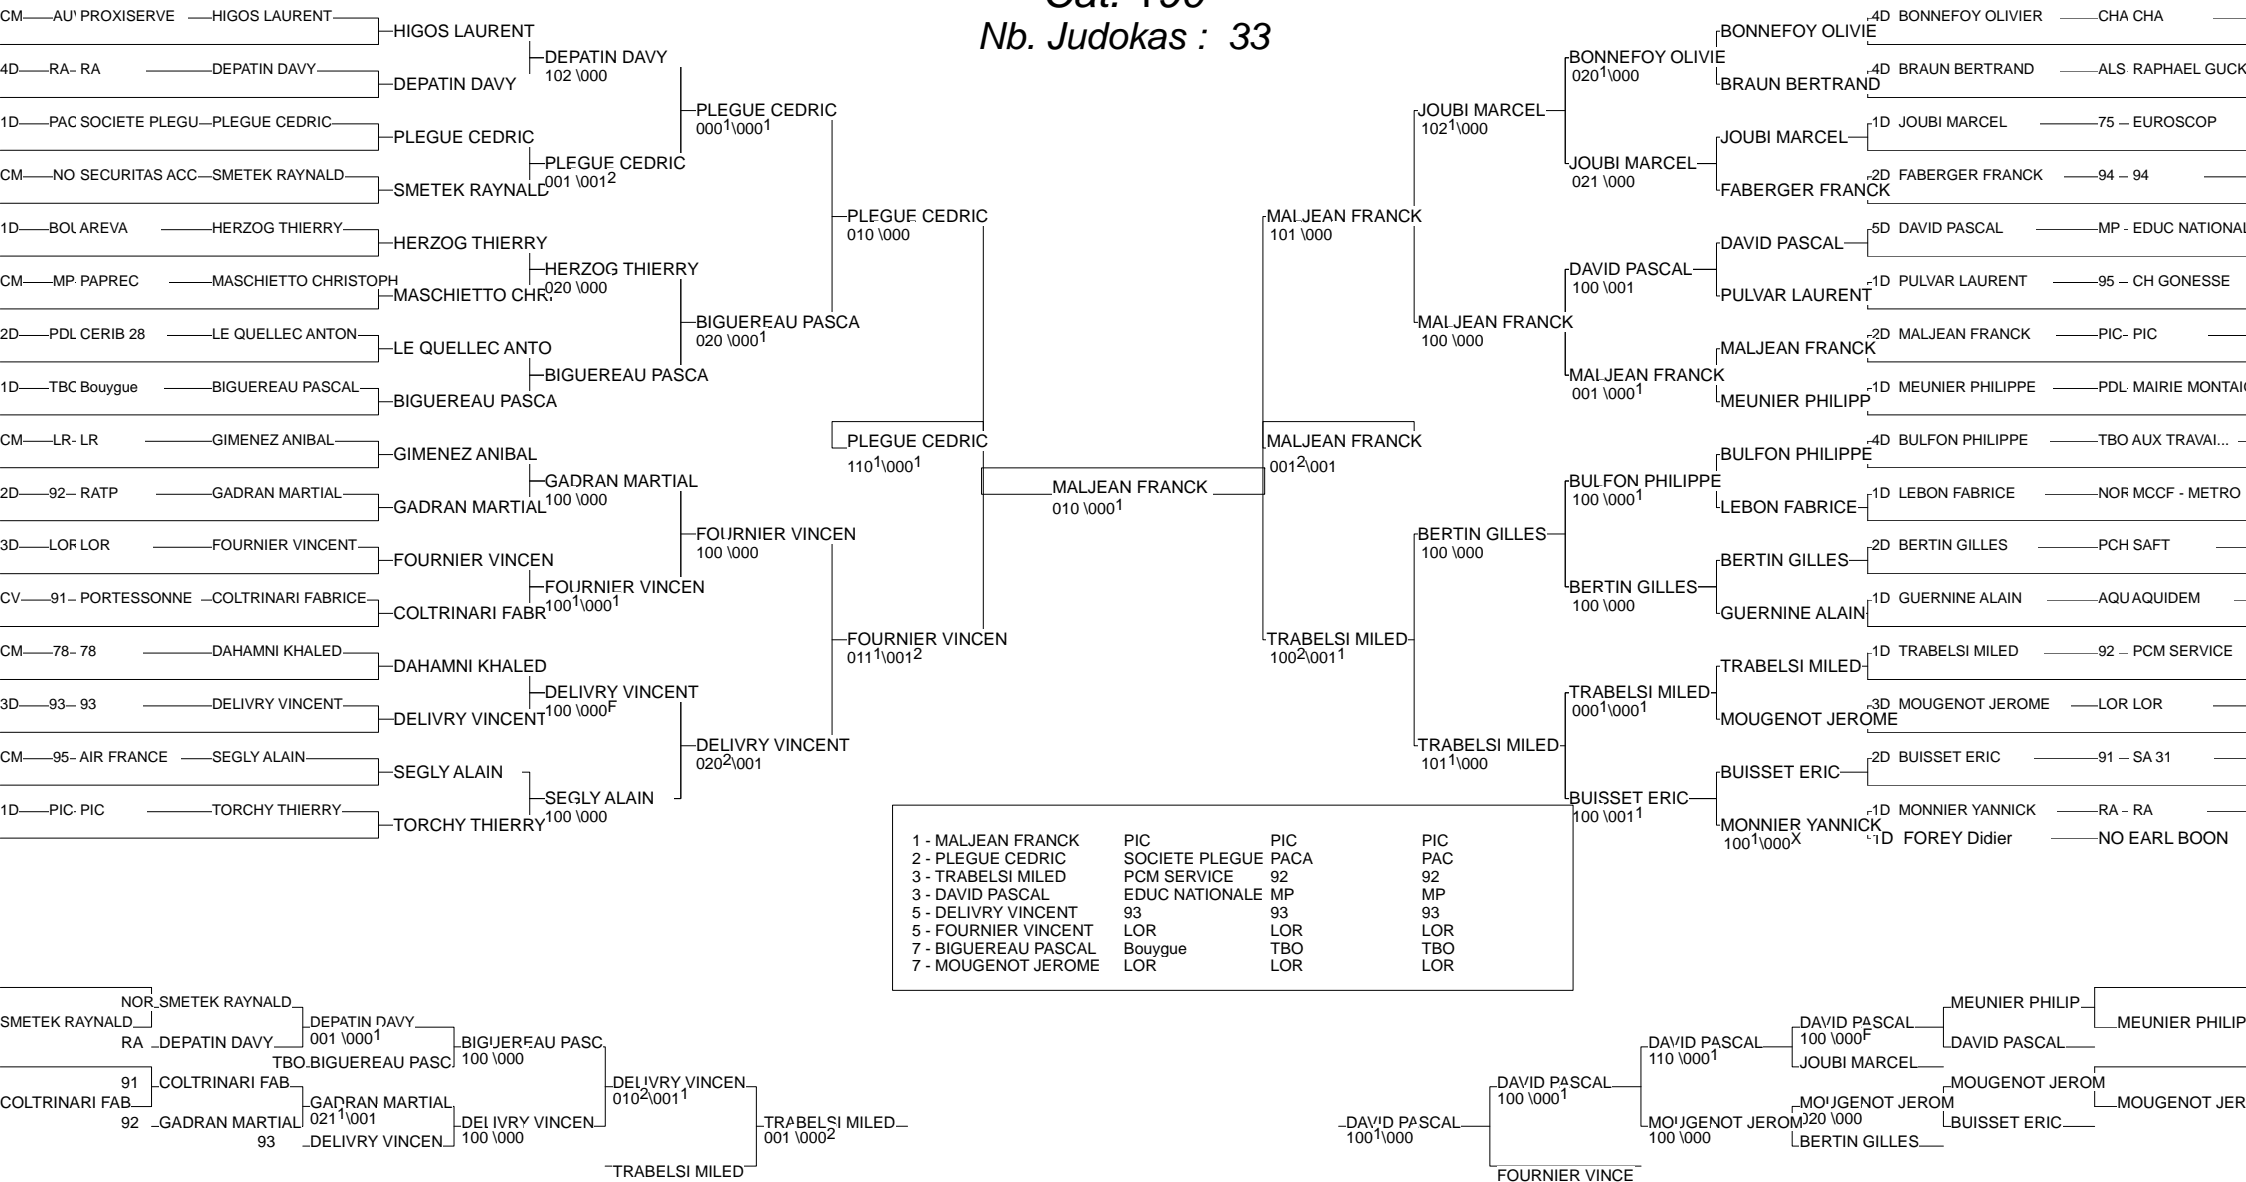 Nb. Judokas : 33
CM AU PROXISERVE HIGOS LAURENT
4D RA RA DEPATIN DAVY
1D PAC SOCIETE PLEGU PLEGUE CEDRIC
CM NO SECURITAS ACC SMETEK RAYNALD
1D BOU AREVA HERZOG THIERRY
CM MP PAPREC MASCHIETTO CHRISTOPH
2D PDL CERIB 28 LE QUELLEC ANTON
1D TBO Bouygue BIGUEREAU PASCAL
CM LR LR GIMENEZ ANIBAL
2D 92 RATP GADRAN MARTIAL
3D LOR LOR FOURNIER VINCENT
CV 91 PORTESSONNE COLTRINARI FABRICE
CM 78 78 DAHAMNI KHALED
3D 93 93 DELIVRY VINCENT
CM 95 AIR FRANCE SEGLY ALAIN
1D PIC PIC TORCHY THIERRY
HIGOS LAURENT
DEPATIN DAVY
PLEGUE CEDRIC
SMETEK RAYNALD
HERZOG THIERRY
MASCHIETTO CHR
LE QUELLEC ANTO
BIGUEREAU PASCA
GIMENEZ ANIBAL
GADRAN MARTIAL
FOURNIER VINCEN
COLTRINARI FABR
DAHAMNI KHALED
DELIVRY VINCENT
SEGLY ALAIN
TORCHY THIERRY
DEPATIN DAVY
102 \000
PLEGUE CEDRIC
001 \0012
HERZOG THIERRY
020 \000
BIGUEREAU PASCA
GADRAN MARTIAL
100 \000
FOURNIER VINCEN
1001\0001
DELIVRY VINCENT
100 \000F
SEGLY ALAIN
100 \000
PLEGUE CEDRIC
0001\0001
BIGUEREAU PASCA
020 \0001
FOURNIER VINCEN
100 \000
DELIVRY VINCENT
0202\001
PLEGUE CEDRIC
010 \000
FOURNIER VINCEN
0111\0012
PLEGUE CEDRIC
1101\0001
MALJEAN FRANCK
010 \0001
MALJEAN FRANCK
0012\001
MALJEAN FRANCK
101 \000
TRABELSI MILED
1002\0011
JOUBI MARCEL
1021\000
MALJEAN FRANCK
100 \000
BERTIN GILLES
100 \000
TRABELSI MILED
1011\000
BONNEFOY OLIVIE
0201\000
JOUBI MARCEL
021 \000
DAVID PASCAL
100 \001
MALJEAN FRANCK
001 \0001
BULFON PHILIPPE
100 \0001
BERTIN GILLES
100 \000
TRABELSI MILED
0001\0001
BUISSET ERIC
100 \0011
BONNEFOY OLIVIE
BRAUN BERTRAND
JOUBI MARCEL
FABERGER FRANCK
DAVID PASCAL
PULVAR LAURENT
MALJEAN FRANCK
MEUNIER PHILIPP
BULFON PHILIPPE
LEBON FABRICE
BERTIN GILLES
GUERNINE ALAIN
TRABELSI MILED
MOUGENOT JEROME
BUISSET ERIC
MONNIER YANNICK
1001\000X
4D BONNEFOY OLIVIER CHA CHA
4D BRAUN BERTRAND ALS RAPHAEL GUCK
1D JOUBI MARCEL 75 EUROSCOP
2D FABERGER FRANCK 94 94
5D DAVID PASCAL MP EDUC NATIONAL
1D PULVAR LAURENT 95 CH GONESSE
2D MALJEAN FRANCK PIC PIC
1D MEUNIER PHILIPPE PDL MAIRIE MONTAIG
4D BULFON PHILIPPE TBO AUX TRAVAI...
1D LEBON FABRICE NOR MCCF - METRO
2D BERTIN GILLES PCH SAFT
1D GUERNINE ALAIN AQU AQUIDEM
1D TRABELSI MILED 92 PCM SERVICE
3D MOUGENOT JEROME LOR LOR
2D BUISSET ERIC 91 SA 31
1D MONNIER YANNICK RA RA
1D FOREY Didier NO EARL BOON
1 - MALJEAN FRANCK PIC PIC PIC
2 - PLEGUE CEDRIC SOCIETE PLEGUE PACA PAC
3 - TRABELSI MILED PCM SERVICE 92 92
3 - DAVID PASCAL EDUC NATIONALE MP MP
5 - DELIVRY VINCENT 93 93 93
5 - FOURNIER VINCENT LOR LOR LOR
7 - BIGUEREAU PASCAL Bouygue TBO TBO
7 - MOUGENOT JEROME LOR LOR LOR
SMETEK RAYNALD
COLTRINARI FAB
NOR SMETEK RAYNALD
RA DEPATIN DAVY
91 COLTRINARI FAB
92 GADRAN MARTIAL
DEPATIN DAVY
001 \0001
TBO BIGUEREAU PASC
GADRAN MARTIAL
0211\001
93 DELIVRY VINCEN
BIGUEREAU PASC
100 \000
DELIVRY VINCEN
100 \000
DELIVRY VINCEN
0102\0011
TRABELSI MILED
TRABELSI MILED
001 \0002
DAVID PASCAL
1001\000
DAVID PASCAL
100 \0001
FOURNIER VINCE
DAVID PASCAL
110 \0001
MOUGENOT JEROM
100 \000
DAVID PASCAL
100 \000F
JOUBI MARCEL
MOUGENOT JEROM
020 \000
BERTIN GILLES
MEUNIER PHILIP
DAVID PASCAL
MOUGENOT JEROM
BUISSET ERIC
MEUNIER PHILIP
MOUGENOT JER